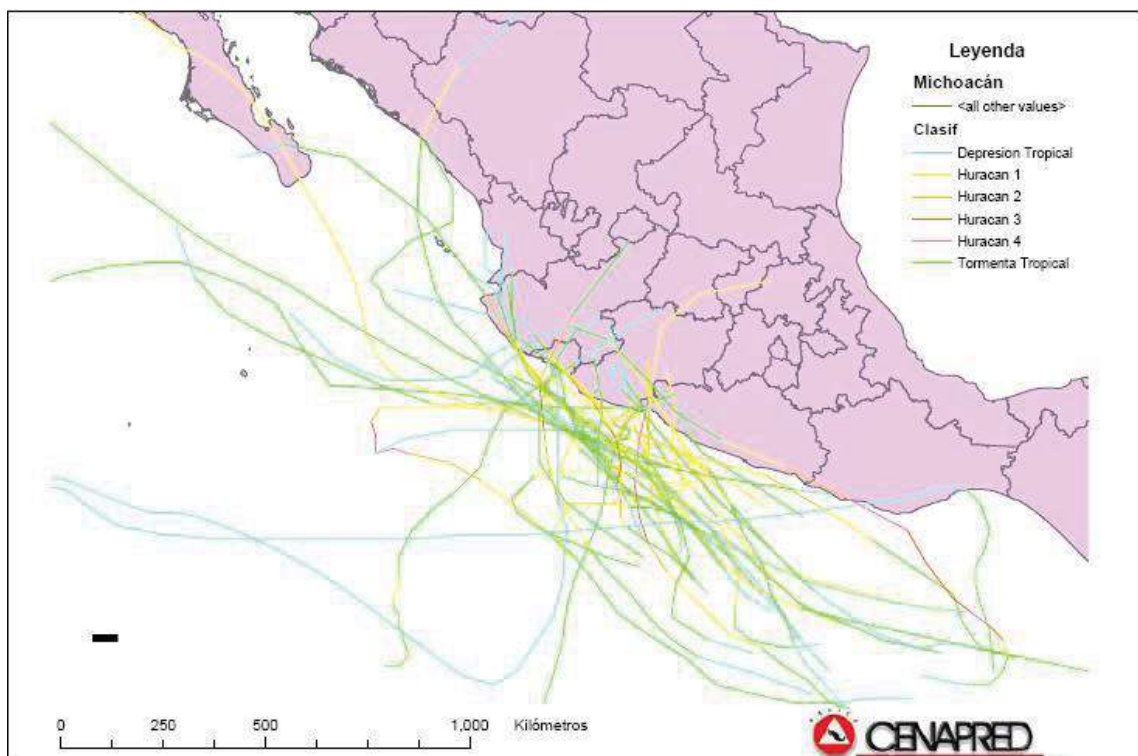 Leyenda
Michoacán
<all other values>
Clasif
Depresion Tropical
Huracan 1
Huracan 2
Huracan 3
Huracan 4
Tormenta Tropical
0 250 500 1,000 Kilómetros
CENAPRED